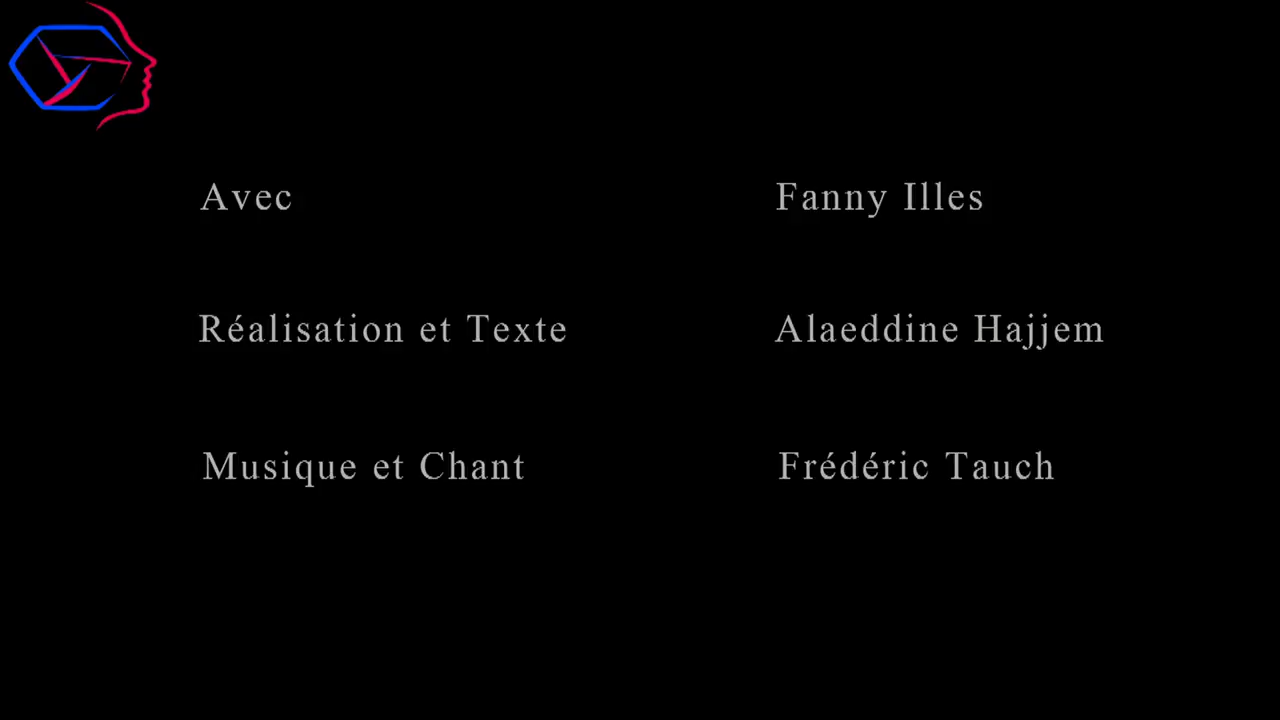 Avec Fanny Illes
Réalisation et Texte Alaeddine Hajjem
Musique et Chant Frédéric Tauch